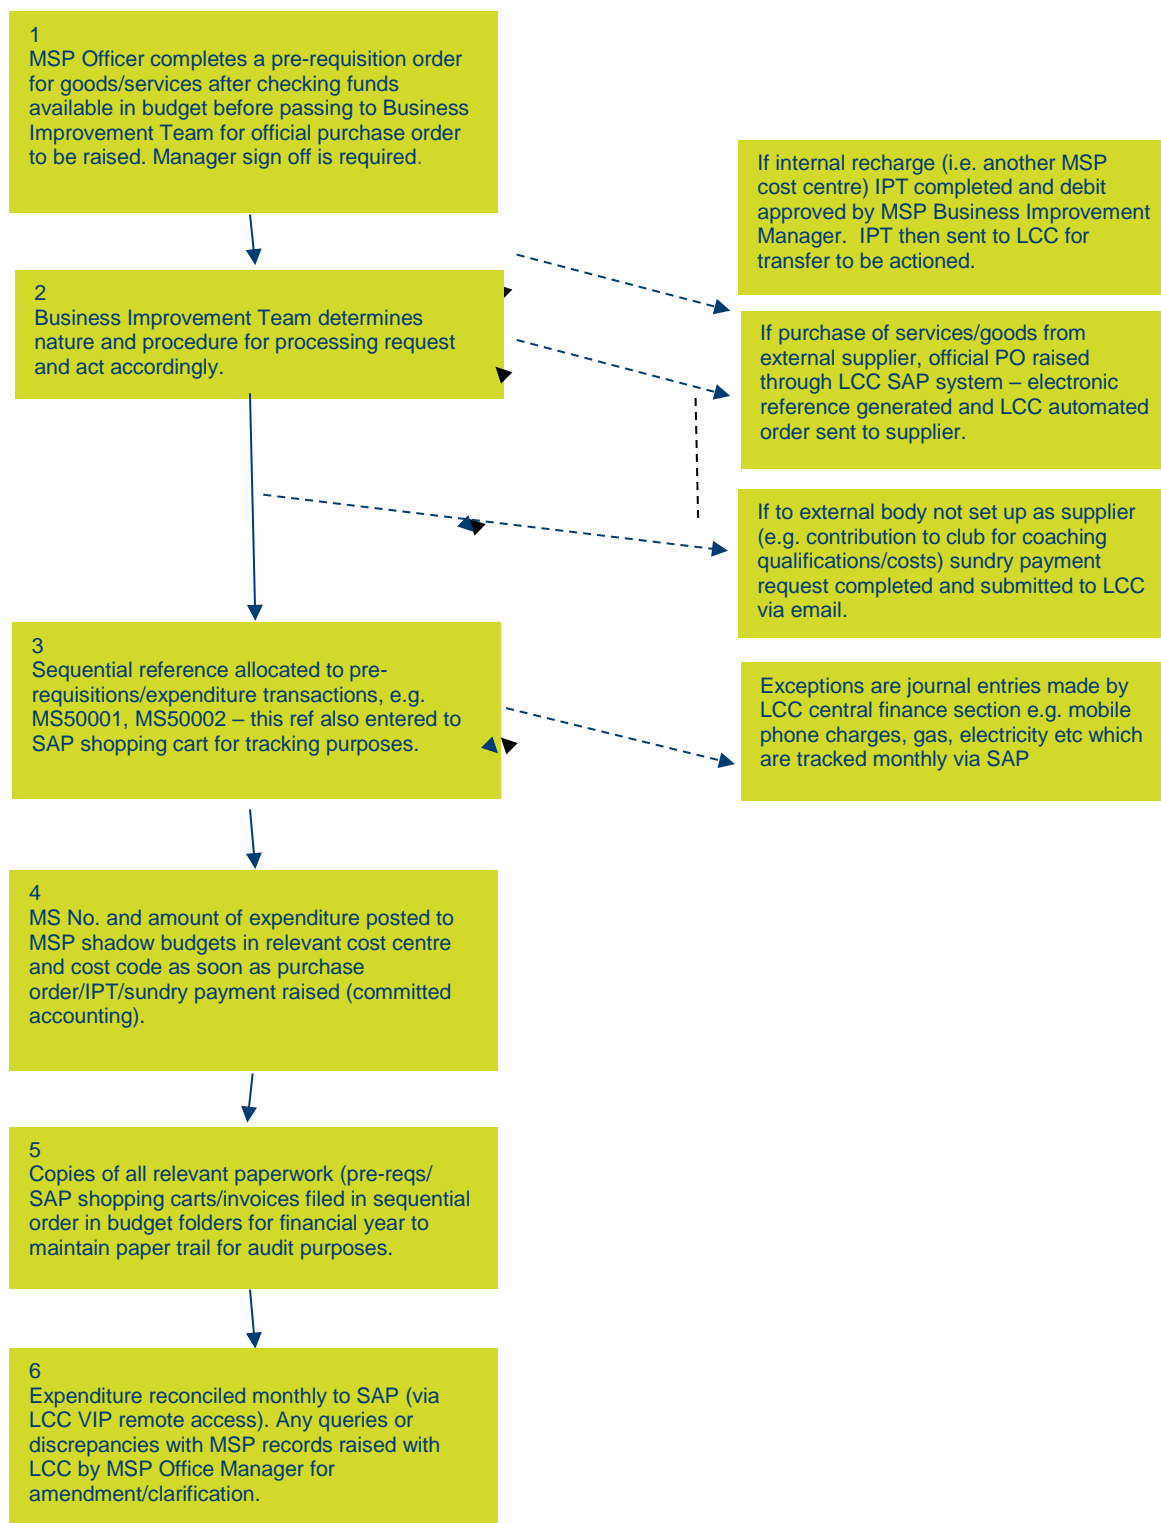 1
MSP Officer completes a pre-requisition order
for goods/services after checking funds
available in budget before passing to Business
Improvement Team for official purchase order
to be raised. Manager sign off is required.
If internal recharge (i.e. another MSP
cost centre) IPT completed and debit
approved by MSP Business Improvement
Manager.  IPT then sent to LCC for
transfer to be actioned.
2
Business Improvement Team determines
nature and procedure for processing request
and act accordingly.
If purchase of services/goods from
external supplier, official PO raised
through LCC SAP system – electronic
reference generated and LCC automated
order sent to supplier.
If to external body not set up as supplier
(e.g. contribution to club for coaching
qualifications/costs) sundry payment
request completed and submitted to LCC
via email.
3
Sequential reference allocated to pre-
requisitions/expenditure transactions, e.g.
MS50001, MS50002 – this ref also entered to
SAP shopping cart for tracking purposes.
Exceptions are journal entries made by
LCC central finance section e.g. mobile
phone charges, gas, electricity etc which
are tracked monthly via SAP
4
MS No. and amount of expenditure posted to
MSP shadow budgets in relevant cost centre
and cost code as soon as purchase
order/IPT/sundry payment raised (committed
accounting).
5
Copies of all relevant paperwork (pre-reqs/
SAP shopping carts/invoices filed in sequential
order in budget folders for financial year to
maintain paper trail for audit purposes.
6
Expenditure reconciled monthly to SAP (via
LCC VIP remote access). Any queries or
discrepancies with MSP records raised with
LCC by MSP Office Manager for
amendment/clarification.